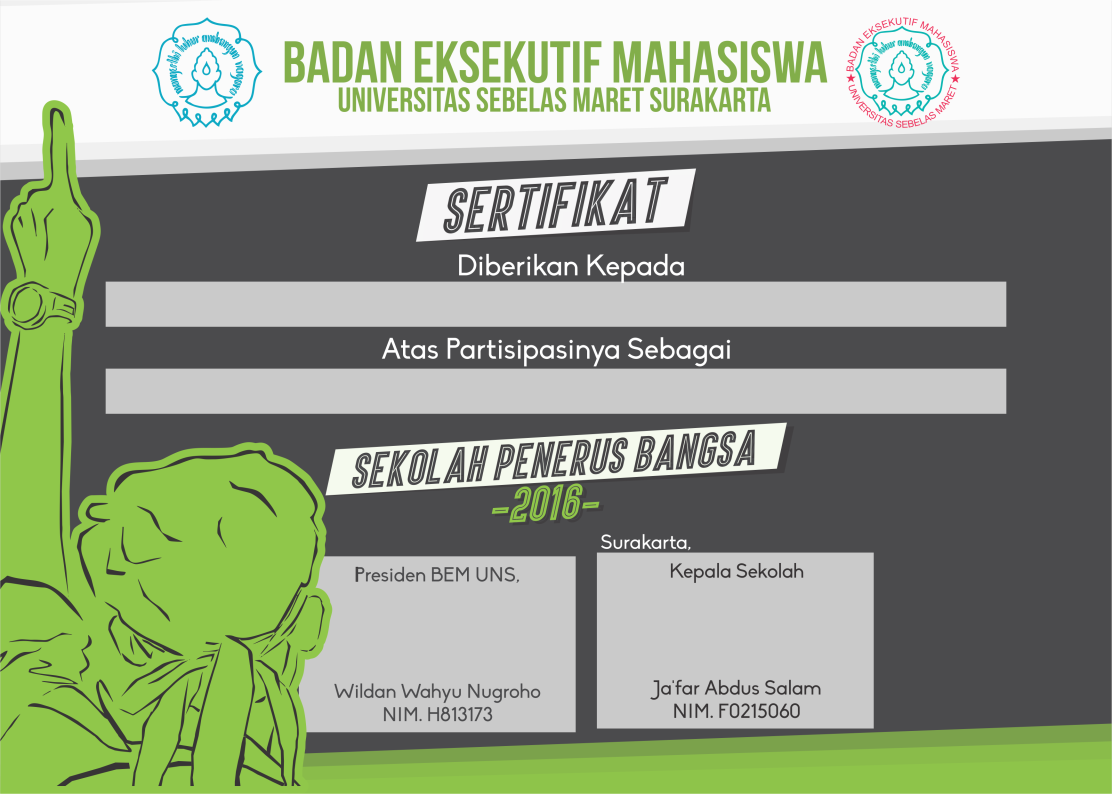 BADAN EKSEKUTIF MAHASISWA
UNIVERSITAS SEBELAS MARET SURAKARTA
BADAN EKSEKUTIF MAHASISWA
UNIVERSITAS SEBELAS MARET
SERTIFIKAT
Diberikan Kepada
Atas Partisipasinya Sebagai
SEKOLAH PENERUS BANGSA
-2016-
Surakarta,
Presiden BEM UNS,
Wildan Wahyu Nugroho
NIM. H813173
Kepala Sekolah
Ja'far Abdus Salam
NIM. F0215060